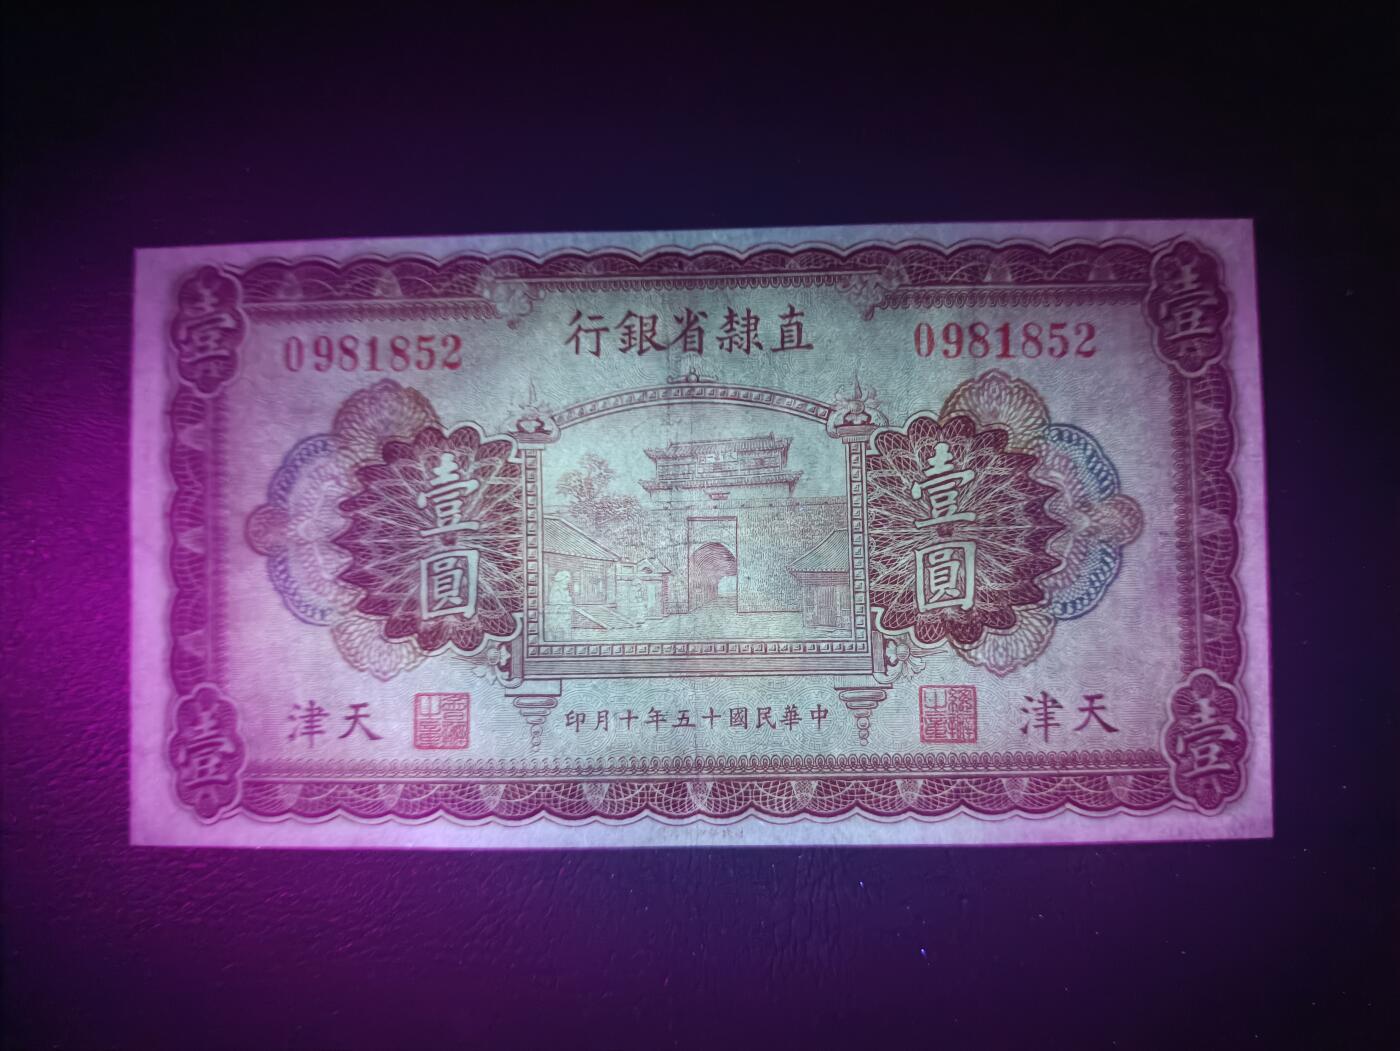 壹 壹
直隸省銀行
0981852 0981852
壹圓 壹圓
天津 天津
中華民國十五年十月印
壹 壹